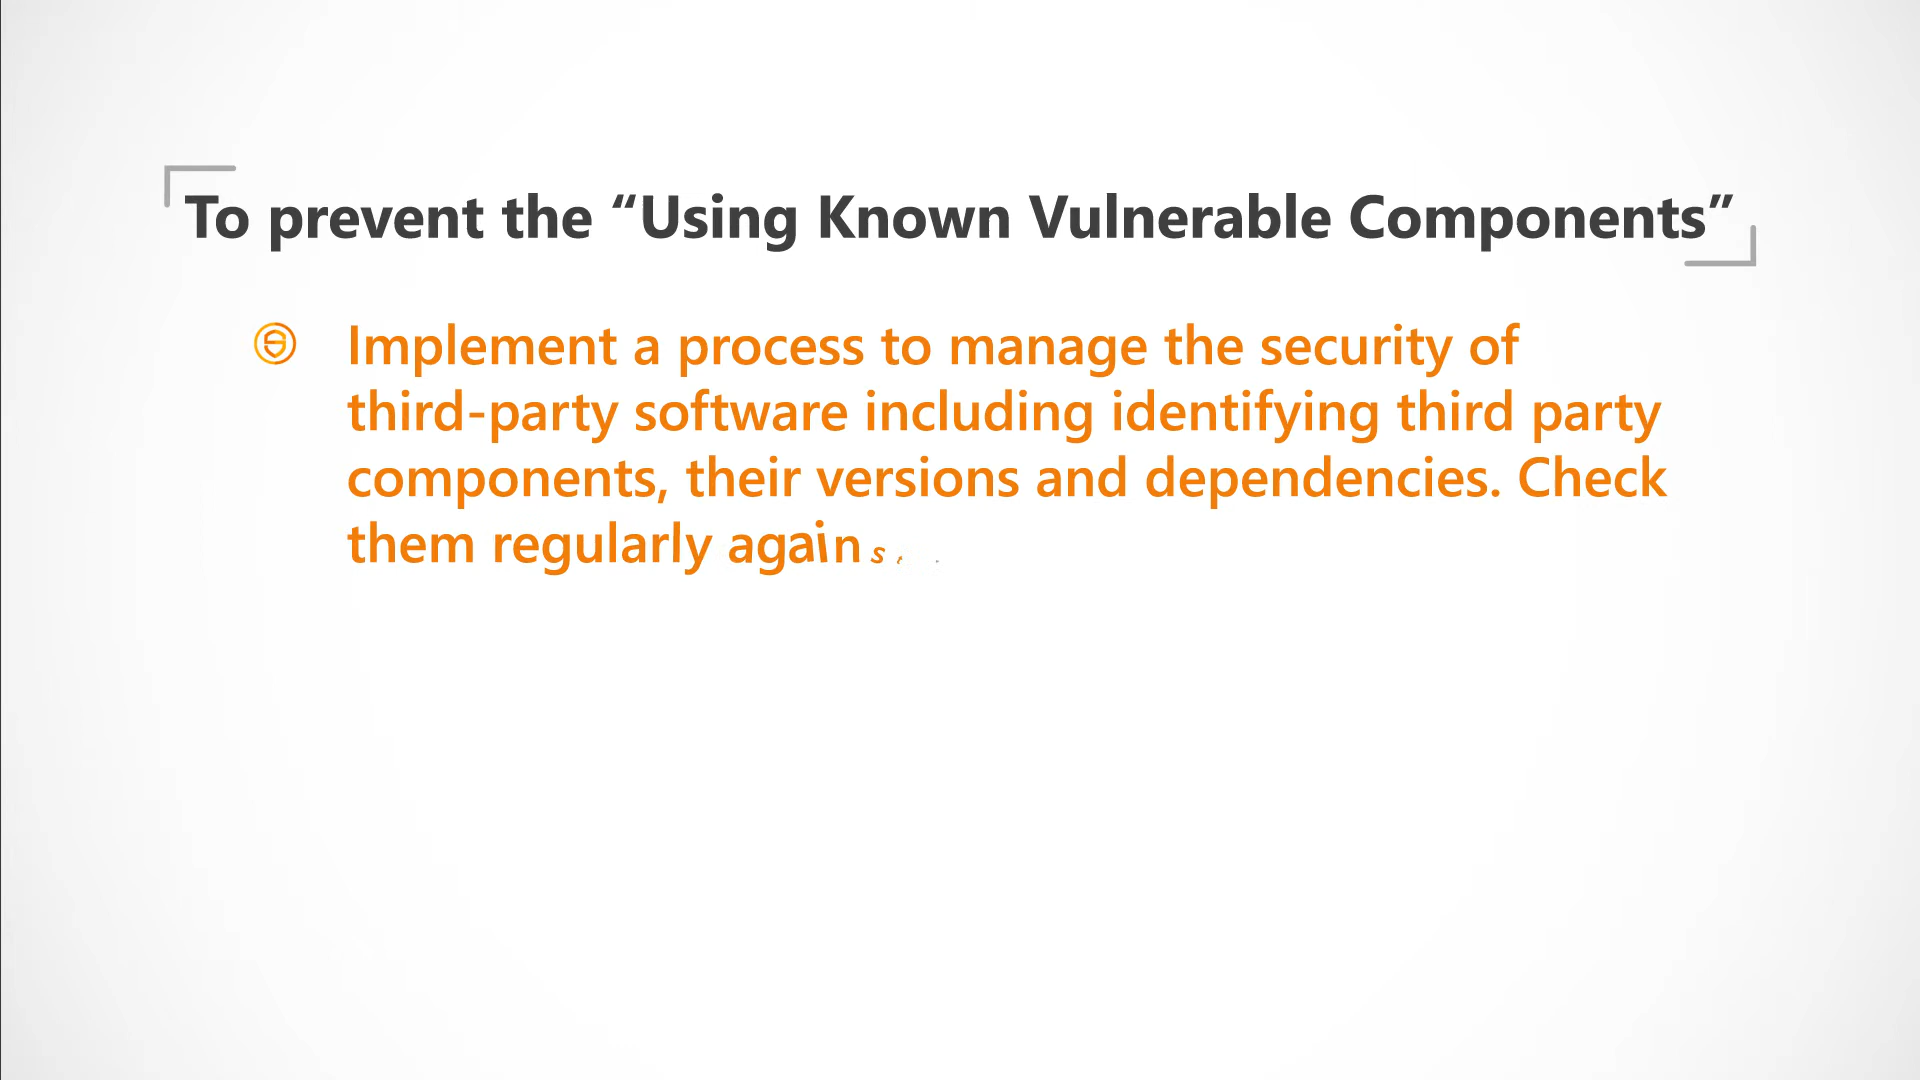 To prevent the “Using Known Vulnerable Components”
Implement a process to manage the security of
third-party software including identifying third party
components, their versions and dependencies. Check
them regularly agains